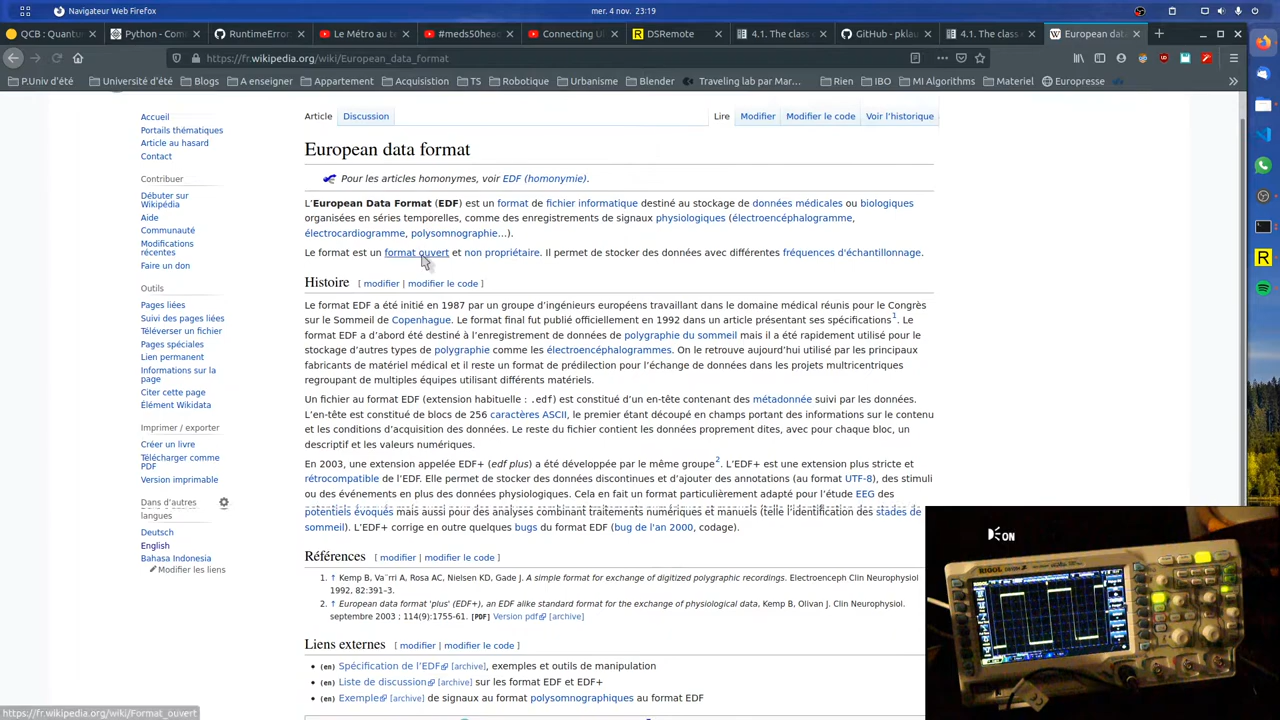 Navigateur Web Firefox
mer. 4 nov. 23:19
QCB : Quantu
Python - Com
RuntimeError
Le Métro au t
#meds50head
Connecting U
DSRemote
4.1. The class
GitHub - pklau
4.1. The class
European dat
https://fr.wikipedia.org/wiki/European_data_format
P.Univ d'été
Université d'été
Blogs
A enseigner
Appartement
Acquisition
TS
Robotique
Urbanisme
Blender
Traveling lab par Mar…
Rien
IBO
MI Algorithms
Materiel
Europresse
Accueil
Portails thématiques
Article au hasard
Contact
Contribuer
Débuter sur
Wikipédia
Aide
Communauté
Modifications
récentes
Faire un don
Outils
Pages liées
Suivi des pages liées
Téléverser un fichier
Pages spéciales
Lien permanent
Informations sur la
page
Citer cette page
Élément Wikidata
Imprimer / exporter
Créer un livre
Télécharger comme
PDF
Version imprimable
Dans d'autres
langues
Deutsch
English
Bahasa Indonesia
Modifier les liens
Article
Discussion
Lire
Modifier
Modifier le code
Voir l'historique
European data format
Pour les articles homonymes, voir EDF (homonymie).
L'European Data Format (EDF) est un format de fichier informatique destiné au stockage de données médicales ou biologiques
organisées en séries temporelles, comme des enregistrements de signaux physiologiques (électroencéphalogramme,
électrocardiogramme, polysomnographie…).
Le format est un format ouvert et non propriétaire. Il permet de stocker des données avec différentes fréquences d'échantillonnage.
Histoire [ modifier | modifier le code ]
Le format EDF a été initié en 1987 par un groupe d'ingénieurs européens travaillant dans le domaine médical réunis pour le Congrès
sur le Sommeil de Copenhague. Le format final fut publié officiellement en 1992 dans un article présentant ses spécifications1. Le
format EDF a d'abord été destiné à l'enregistrement de données de polygraphie du sommeil mais il a été rapidement utilisé pour le
stockage d'autres types de polygraphie comme les électroencéphalogrammes. On le retrouve aujourd'hui utilisé par les principaux
fabricants de matériel médical et il reste un format de prédilection pour l'échange de données dans les projets multricentriques
regroupant de multiples équipes utilisant différents matériels.
Un fichier au format EDF (extension habituelle : .edf) est constitué d'un en-tête contenant des métadonnée suivi par les données.
L'en-tête est constitué de blocs de 256 caractères ASCII, le premier étant découpé en champs portant des informations sur le contenu
et les conditions d'acquisition des données. Le reste du fichier contient les données proprement dites, avec pour chaque bloc, un
descriptif et les valeurs numériques.
En 2003, une extension appelée EDF+ (edf plus) a été développée par le même groupe2. L'EDF+ est une extension plus stricte et
rétrocompatible de l'EDF. Elle permet de stocker des données discontinues et d'ajouter des annotations (au format UTF-8), des stimuli
ou des événements en plus des données physiologiques. Cela en fait un format particulièrement adapté pour l'étude EEG des
potentiels évoqués mais aussi pour des analyses combinant traitements numériques et manuels (telle l'identification des stades de
sommeil). L'EDF+ corrige en outre quelques bugs du format EDF (bug de l'an 2000, codage).
Références [ modifier | modifier le code ]
1. ↑ Kemp B, Va¨rri A, Rosa AC, Nielsen KD, Gade J. A simple format for exchange of digitized polygraphic recordings. Electroenceph Clin Neurophysiol
1992, 82:391–3.
2. ↑ European data format 'plus' (EDF+), an EDF alike standard format for the exchange of physiological data, Kemp B, Olivan J. Clin Neurophysiol.
septembre 2003 ; 114(9):1755-61. [PDF] Version pdf [archive]
Liens externes [ modifier | modifier le code ]
(en) Spécification de l'EDF [archive], exemples et outils de manipulation
(en) Liste de discussion [archive] sur les format EDF et EDF+
(en) Exemple [archive] de signaux au format polysomnographiques au format EDF
https://fr.wikipedia.org/wiki/Format_ouvert
ON
RIGOL